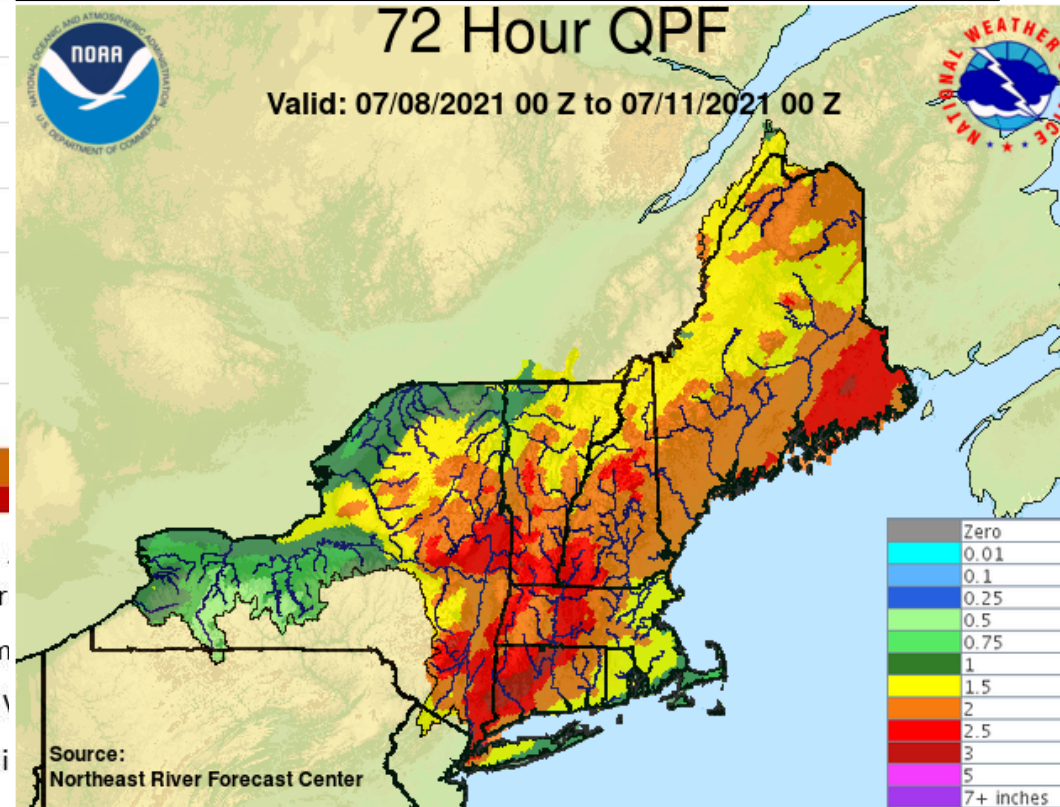 72 Hour QPF
Valid: 07/08/2021 00 Z to 07/11/2021 00 Z
NATIONAL OCEANIC AND ATMOSPHERIC ADMINISTRATION
NOAA
U.S. DEPARTMENT OF COMMERCE
NATIONAL WEATHER
Zero
0.01
0.1
0.25
0.5
0.75
1
1.5
2
2.5
3
5
7+ inches
Source:
Northeast River Forecast Center